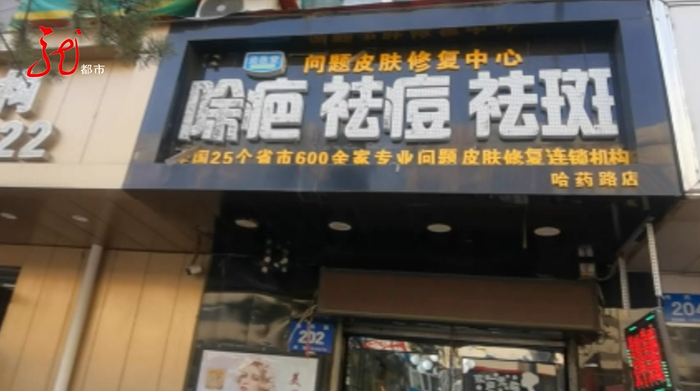 都市
构
22
问题皮肤修复中心
除疤 祛痘 祛斑
全国25个省市600余家专业问题皮肤修复连锁机构
哈药路店
202
204
美